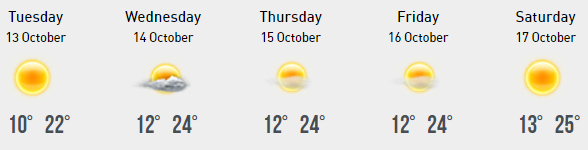 Tuesday Wednesday Thursday Friday Saturday
13 October 14 October 15 October 16 October 17 October
10° 22° 12° 24° 12° 24° 12° 24° 13° 25°